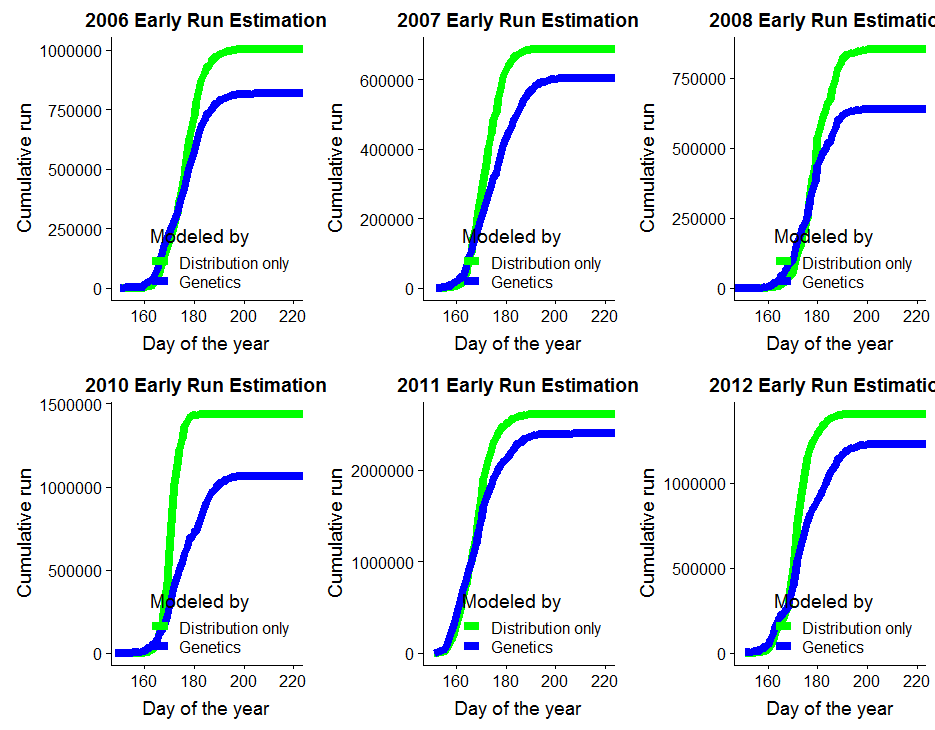 2006 Early Run Estimation
Cumulative run
1000000
750000
500000
250000
0
Modeled by
Distribution only
Genetics
160 180 200 220
Day of the year
2007 Early Run Estimation
Cumulative run
600000
400000
200000
0
Modeled by
Distribution only
Genetics
160 180 200 220
Day of the year
2008 Early Run Estimatio
Cumulative run
750000
500000
250000
0
Modeled by
Distribution only
Genetics
160 180 200 220
Day of the year
2010 Early Run Estimation
Cumulative run
1500000
1000000
500000
0
Modeled by
Distribution only
Genetics
160 180 200 220
Day of the year
2011 Early Run Estimation
Cumulative run
2000000
1000000
0
Modeled by
Distribution only
Genetics
160 180 200 220
Day of the year
2012 Early Run Estimatio
Cumulative run
1000000
500000
0
Modeled by
Distribution only
Genetics
160 180 200 220
Day of the year